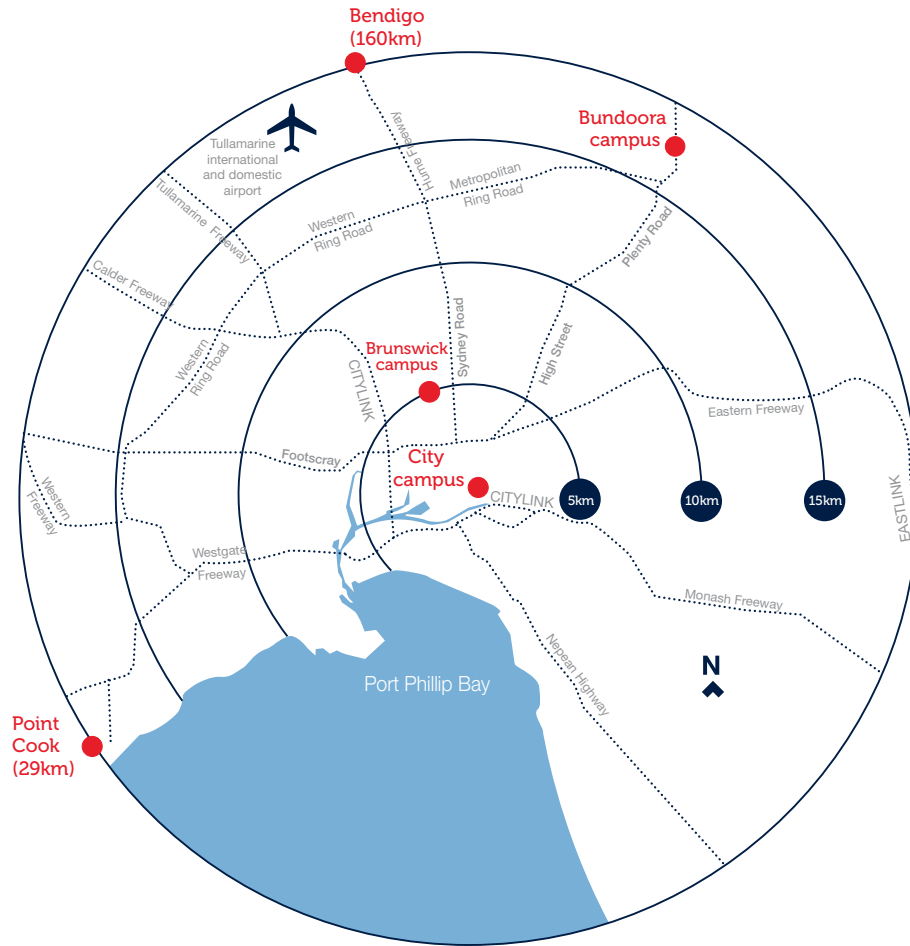 Bendigo
(160km)
Bundoora
campus
Tullamarine
international
and domestic
airport
Hume Freeway
Metropolitan
Ring Road
Tullamarine Freeway
Western
Ring Road
Plenty Road
Calder Freeway
Western
Ring Road
Brunswick
campus
Sydney Road
High Street
CITYLINK
Eastern Freeway
Footscray
City
campus
CITYLINK
5km
10km
15km
EASTLINK
Western
Freeway
Westgate
Freeway
Monash Freeway
Nepean Highway
N
Port Phillip Bay
Point
Cook
(29km)